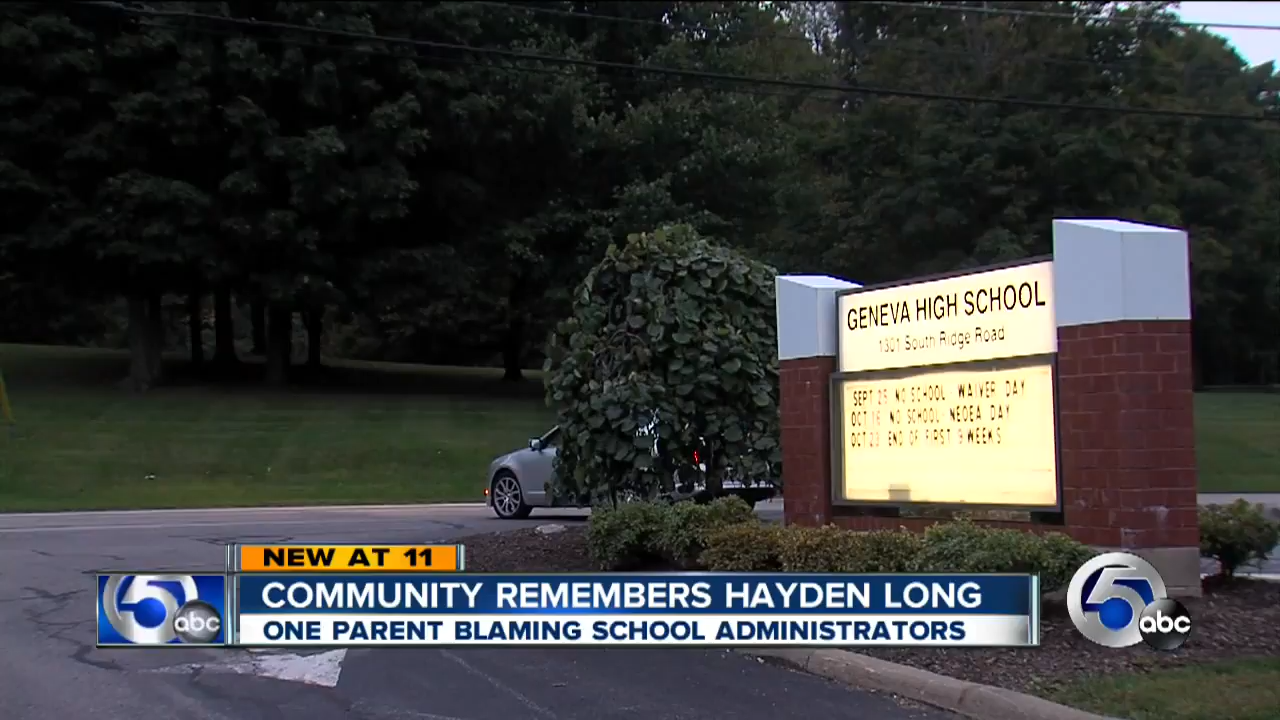 GENEVA HIGH SCHOOL
1301 South Ridge Road
SEPT 25 NO SCHOOL WAIVER DAY
OCT 16 NO SCHOOL NEOEA DAY
OCT 23 END OF FIRST 9 WEEKS
NEW AT 11
5 abc
COMMUNITY REMEMBERS HAYDEN LONG
ONE PARENT BLAMING SCHOOL ADMINISTRATORS
5 abc